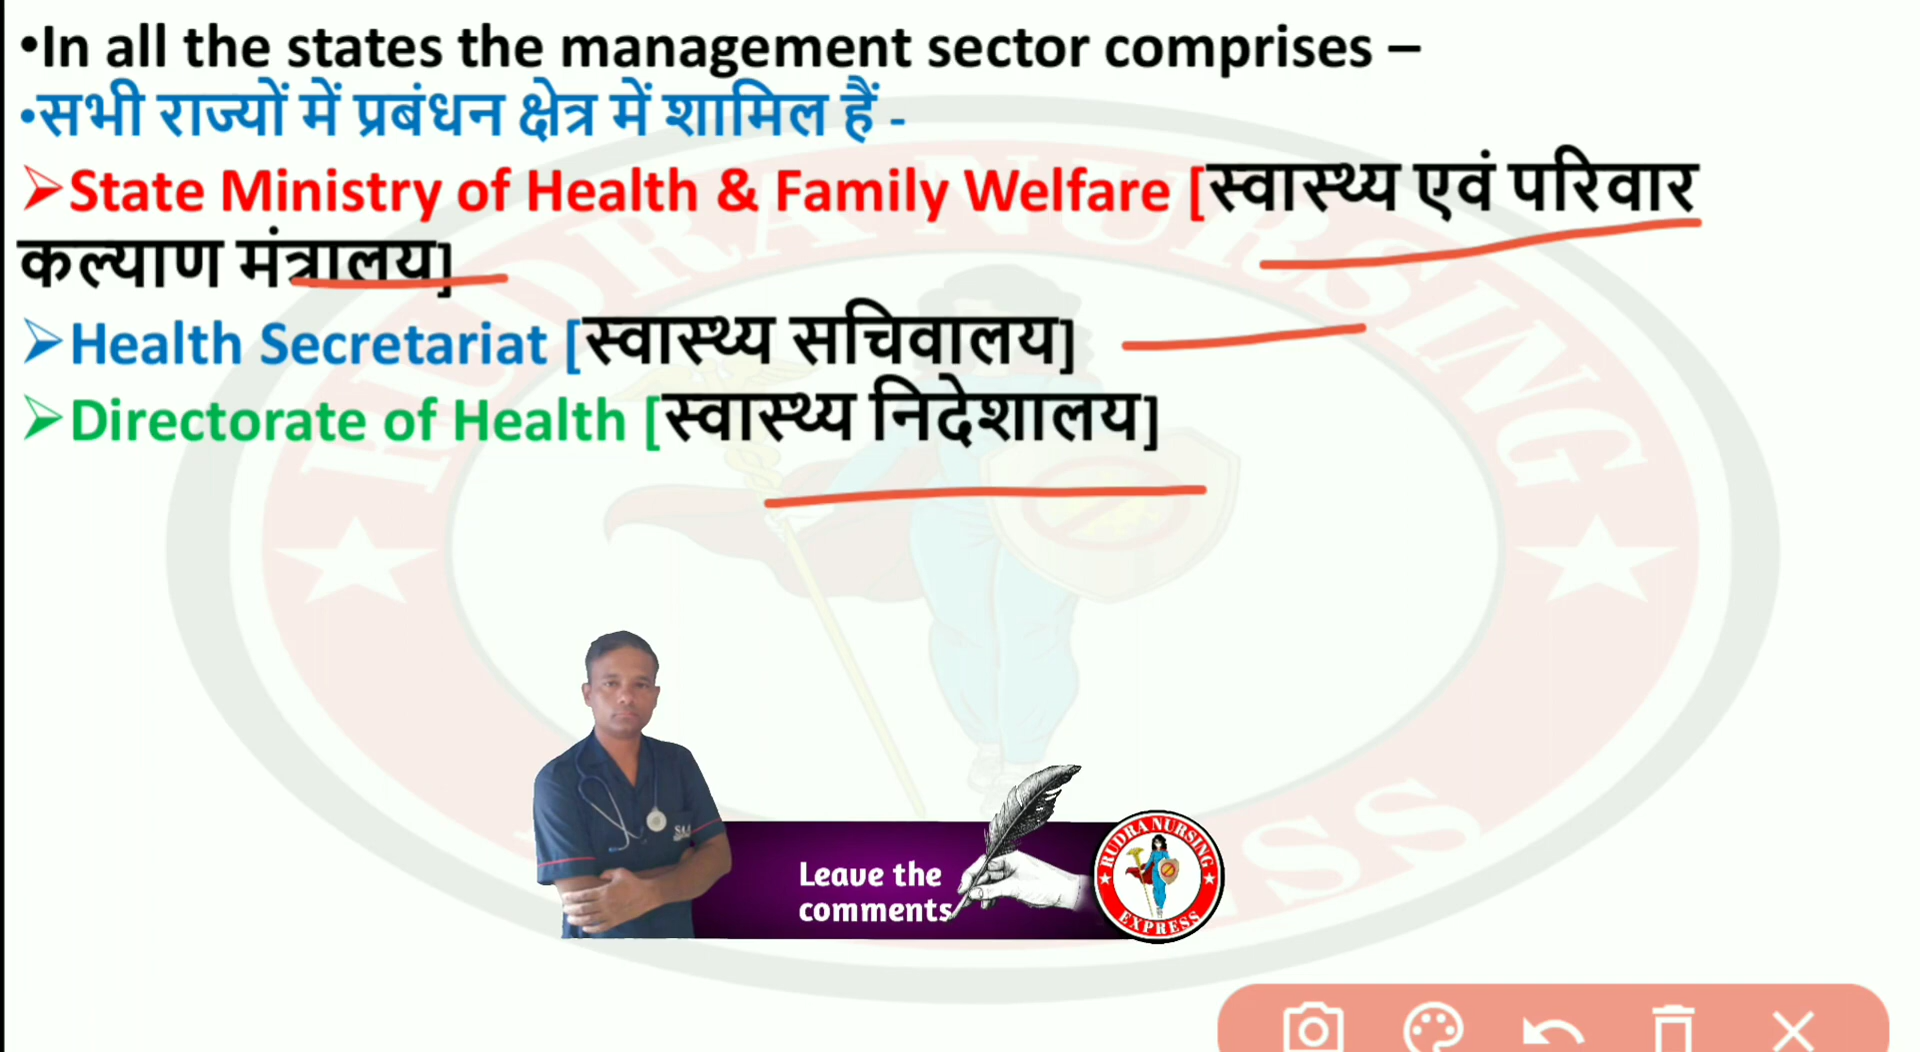 •In all the states the management sector comprises –
•सभी राज्यों में प्रबंधन क्षेत्र में शामिल हैं -
➢State Ministry of Health & Family Welfare [स्वास्थ्य एवं परिवार
कल्याण मंत्रालय]
➢Health Secretariat [स्वास्थ्य सचिवालय]
➢Directorate of Health [स्वास्थ्य निदेशालय]
Leave the
comments
RUDRA NURSING
EXPRESS